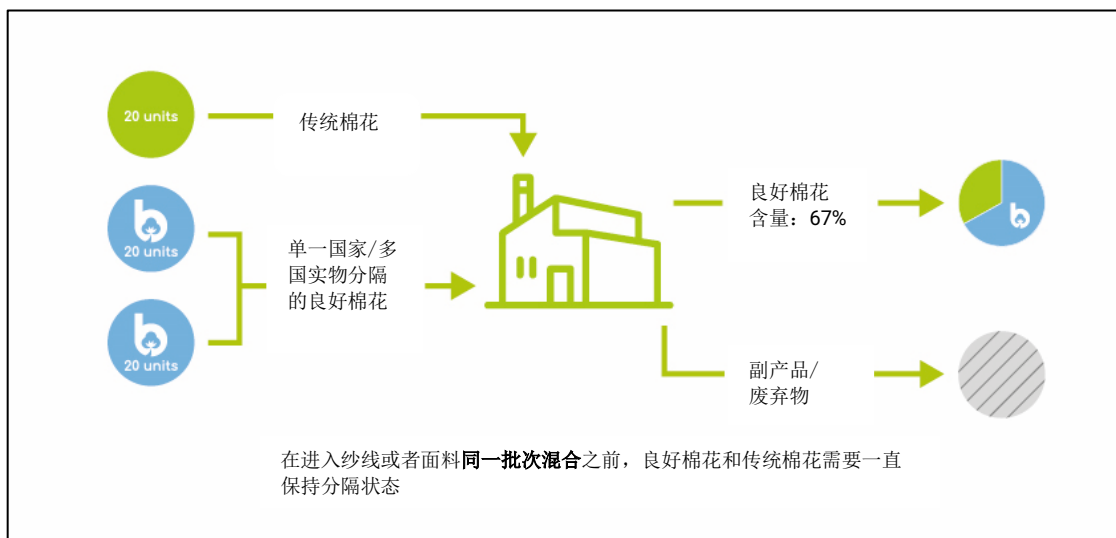 20 units
传统棉花
20 units
20 units
单一国家/多
国实物分隔
的良好棉花
良好棉花
含量：67%
副产品/
废弃物
在进入纱线或者面料同一批次混合之前，良好棉花和传统棉花需要一直
保持分隔状态